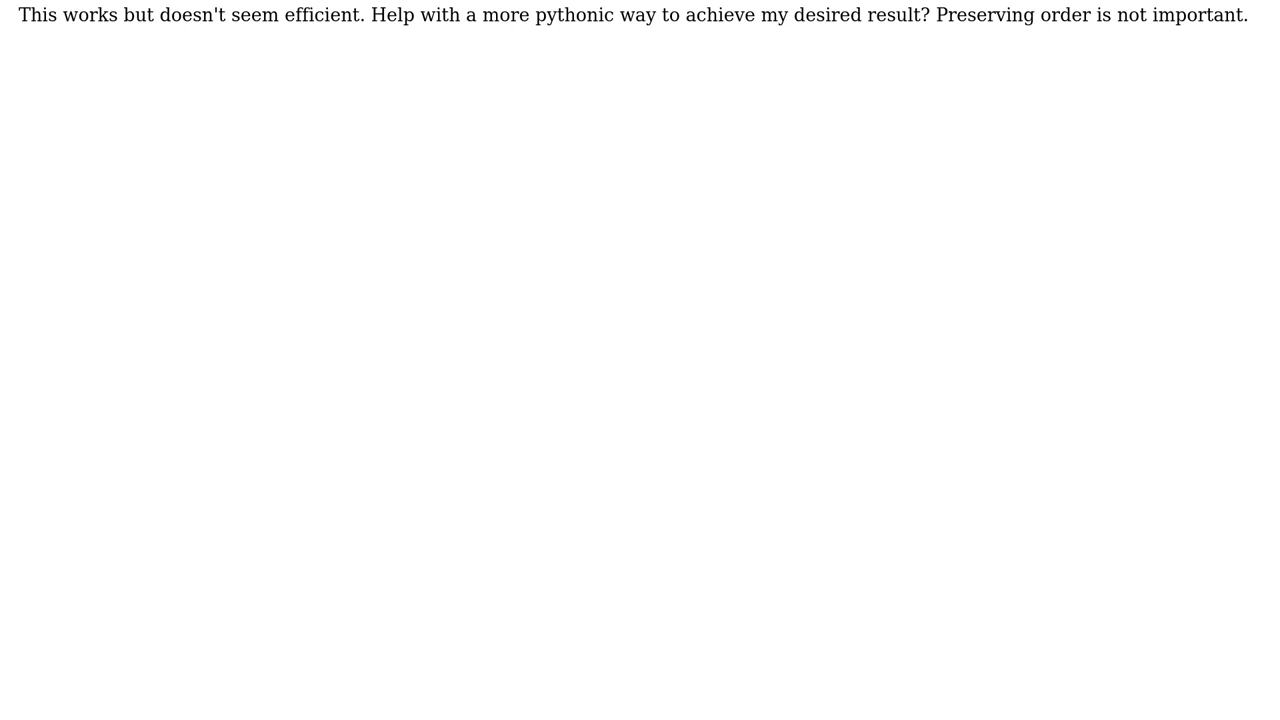 This works but doesn't seem efficient. Help with a more pythonic way to achieve my desired result? Preserving order is not important.